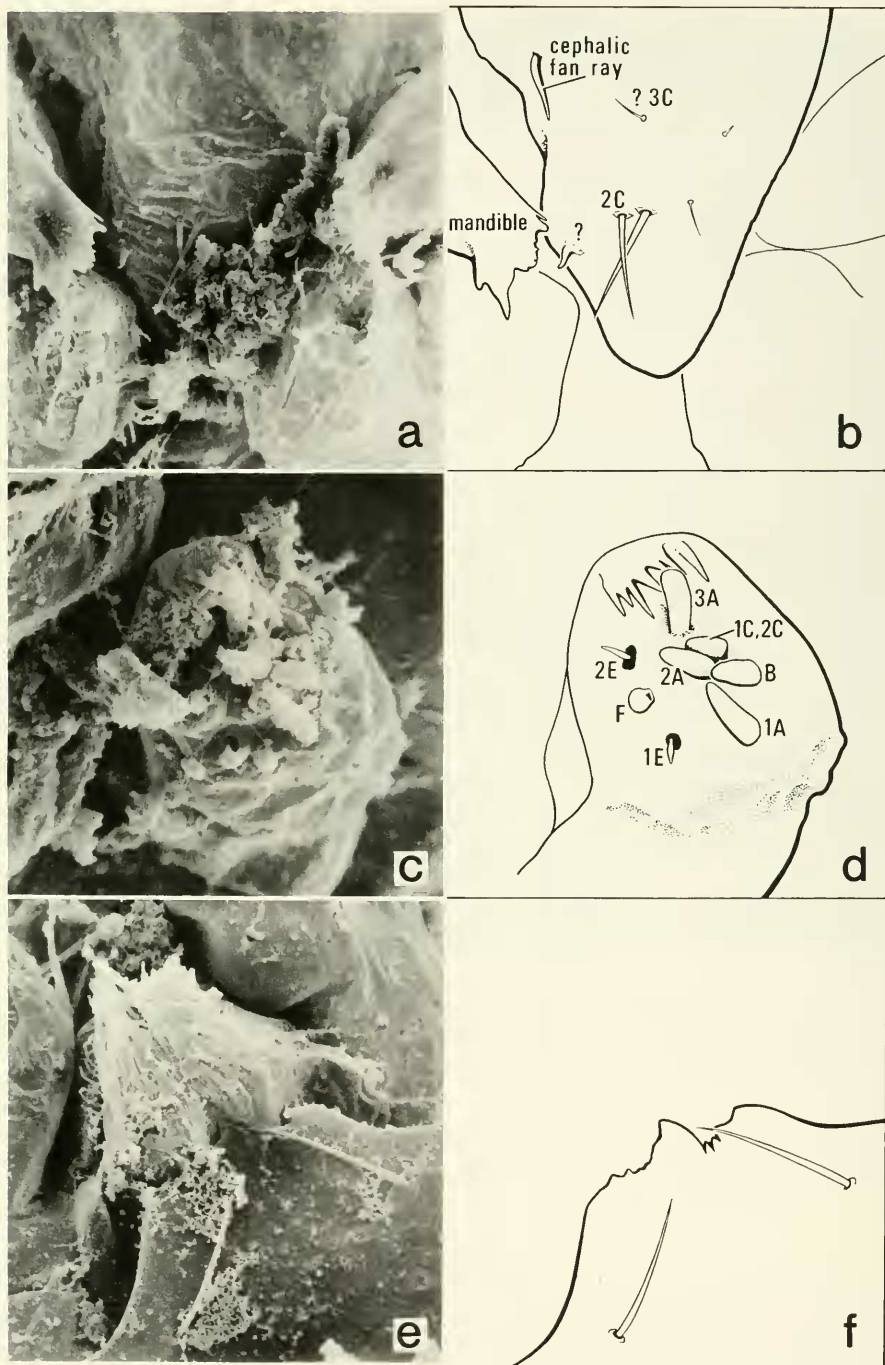 cephalic
fan ray
? 3C
2C
mandible
?
a
b
3A
1C, 2C
2E
2A
B
F
1A
1E
c
d
e
f